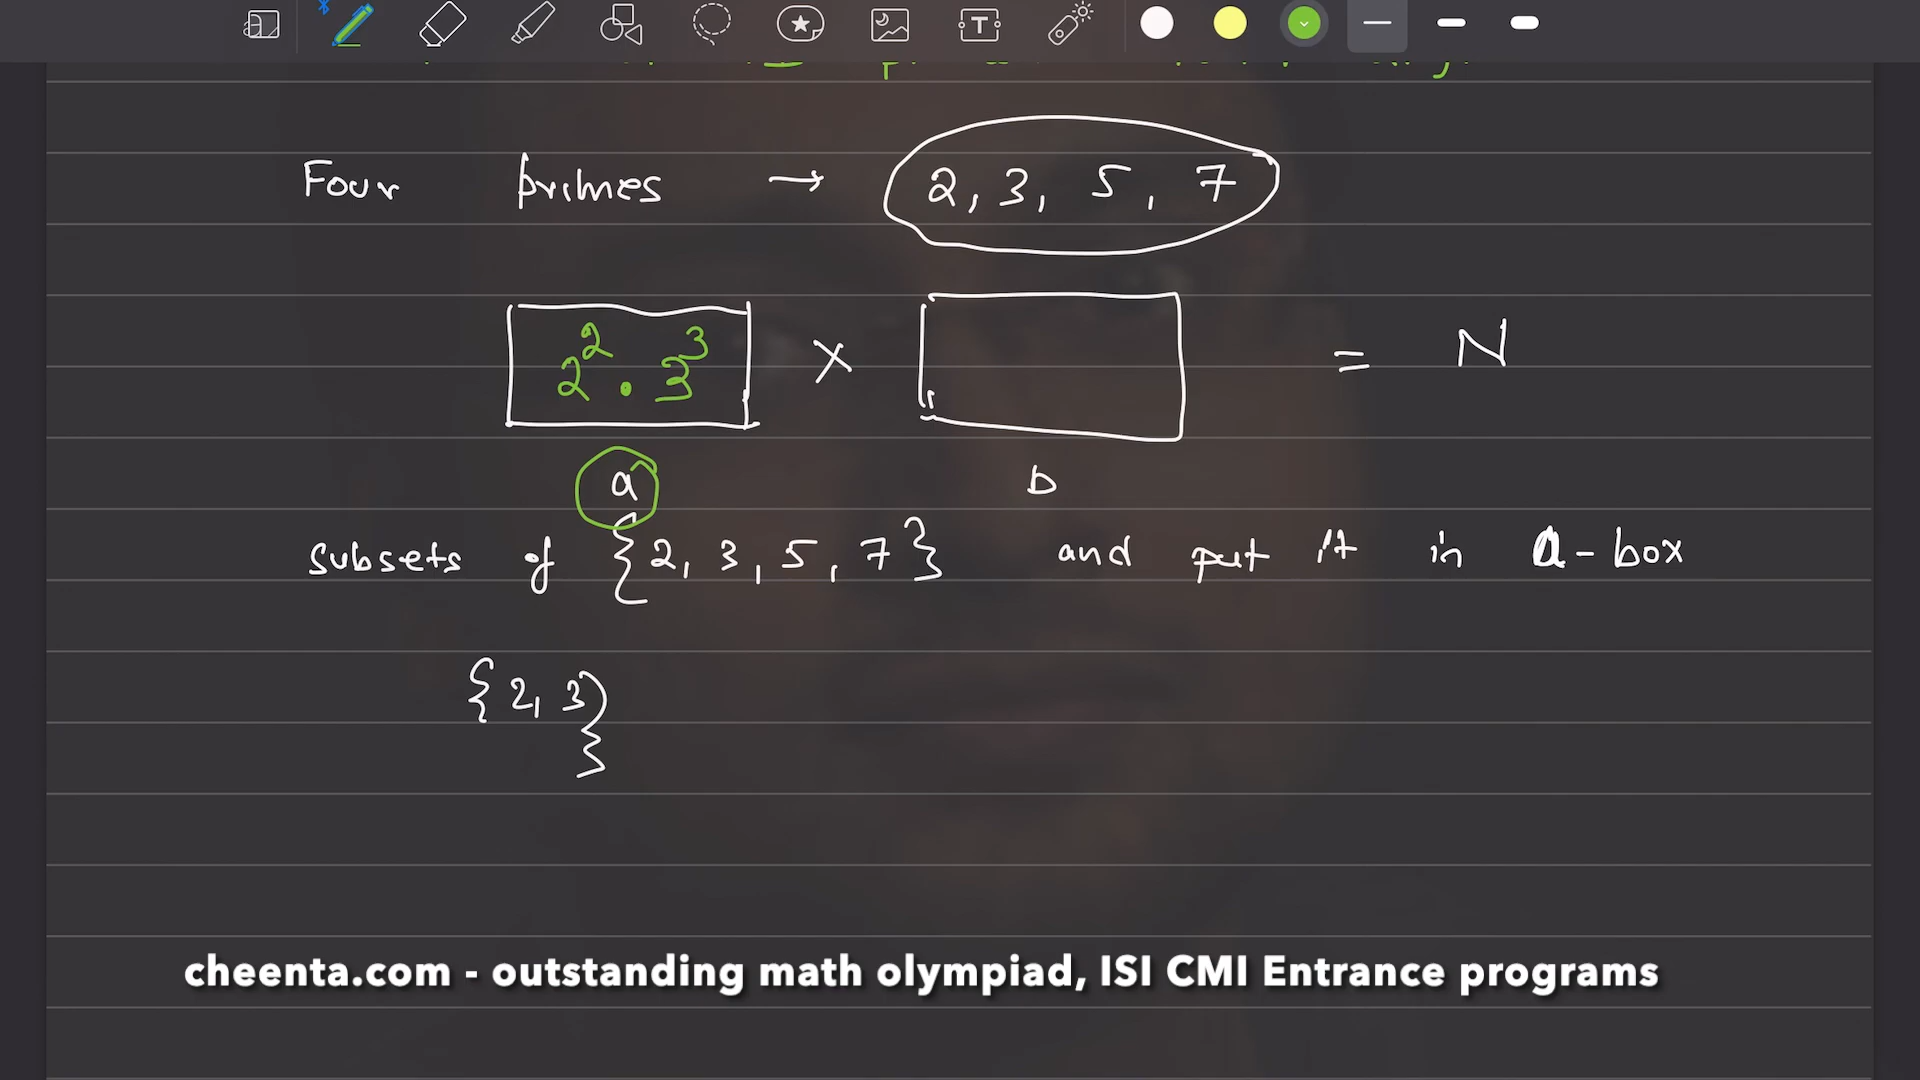 Four primes → 2, 3, 5, 7
2² · 3³ × = N
a b
subsets of {2, 3, 5, 7} and put it in a-box
{2, 3}
cheenta.com - outstanding math olympiad, ISI CMI Entrance programs